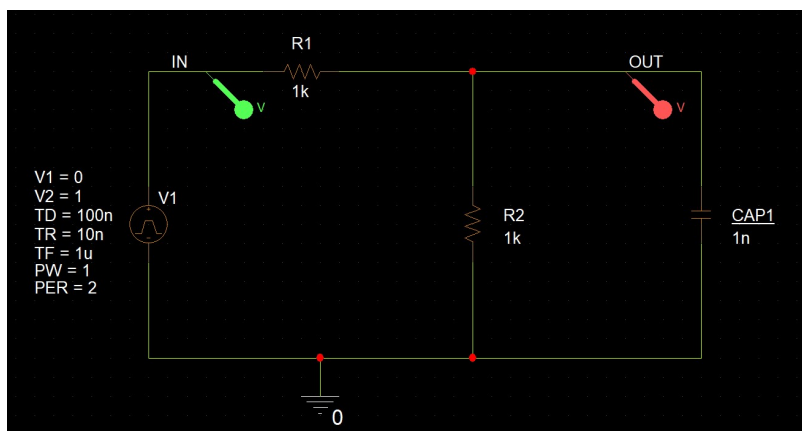 R1
IN
OUT
1k
V
V
V1 = 0
V2 = 1
TD = 100n
TR = 10n
TF = 1u
PW = 1
PER = 2
V1
R2
1k
CAP1
1n
0